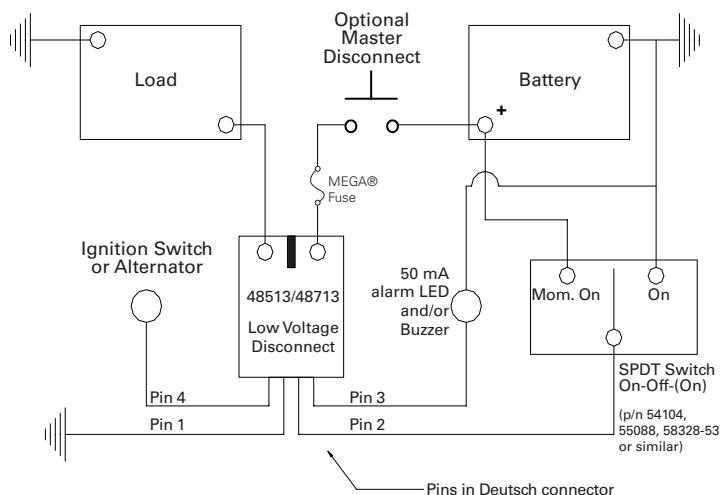 Optional
Master
Disconnect
Load
Battery
+
MEGA®
Fuse
Ignition Switch
or Alternator
48513/48713
Low Voltage
Disconnect
50 mA
alarm LED
and/or
Buzzer
Mom. On
On
SPDT Switch
On-Off-(On)
(p/n 54104,
55088, 58328-53
or similar)
Pin 4
Pin 3
Pin 1
Pin 2
Pins in Deutsch connector